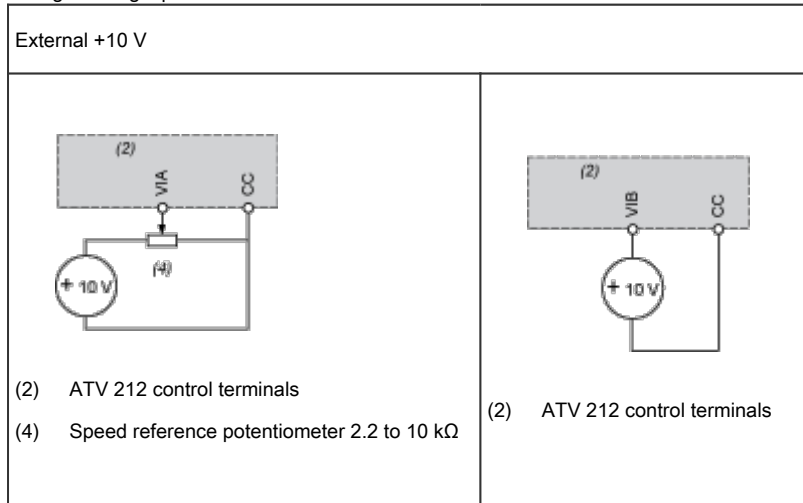 External +10 V
(2)
VIA
CC
(4)
+ 10 V
(2) ATV 212 control terminals
(4) Speed reference potentiometer 2.2 to 10 kΩ
(2)
VIB
CC
+ 10 V
(2) ATV 212 control terminals